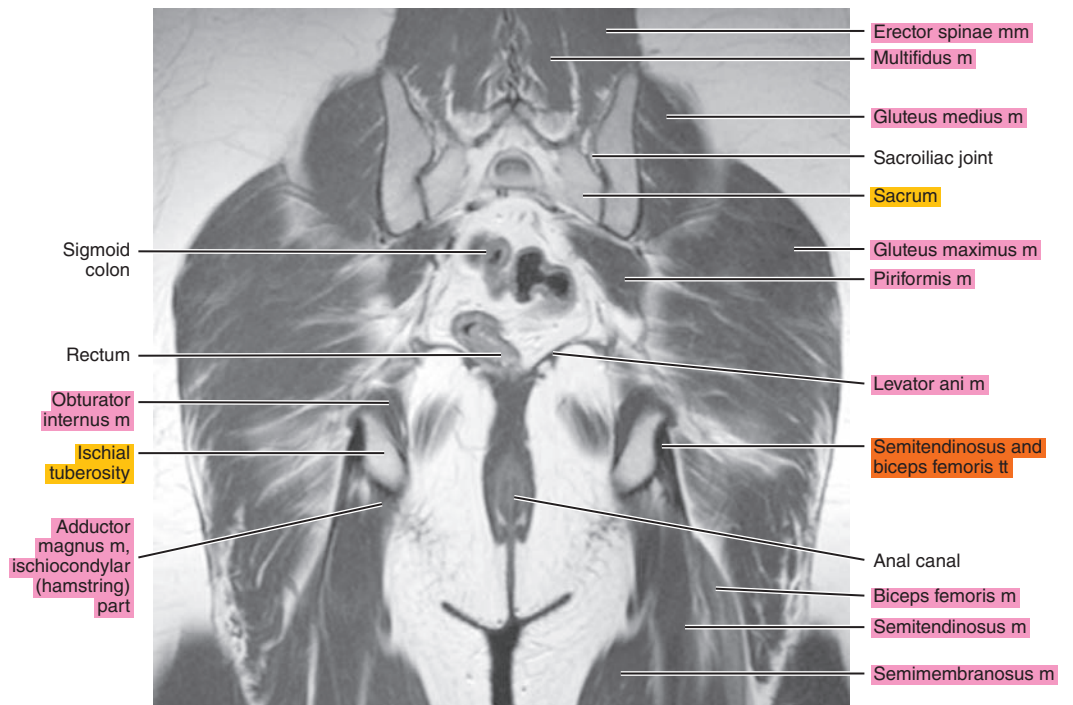 Erector spinae mm
Multifidus m
Gluteus medius m
Sacroiliac joint
Sacrum
Gluteus maximus m
Piriformis m
Levator ani m
Semitendinosus and
biceps femoris tt
Anal canal
Biceps femoris m
Semitendinosus m
Semimembranosus m
Sigmoid
colon
Rectum
Obturator
internus m
Ischial
tuberosity
Adductor
magnus m,
ischiocondylar
(hamstring)
part